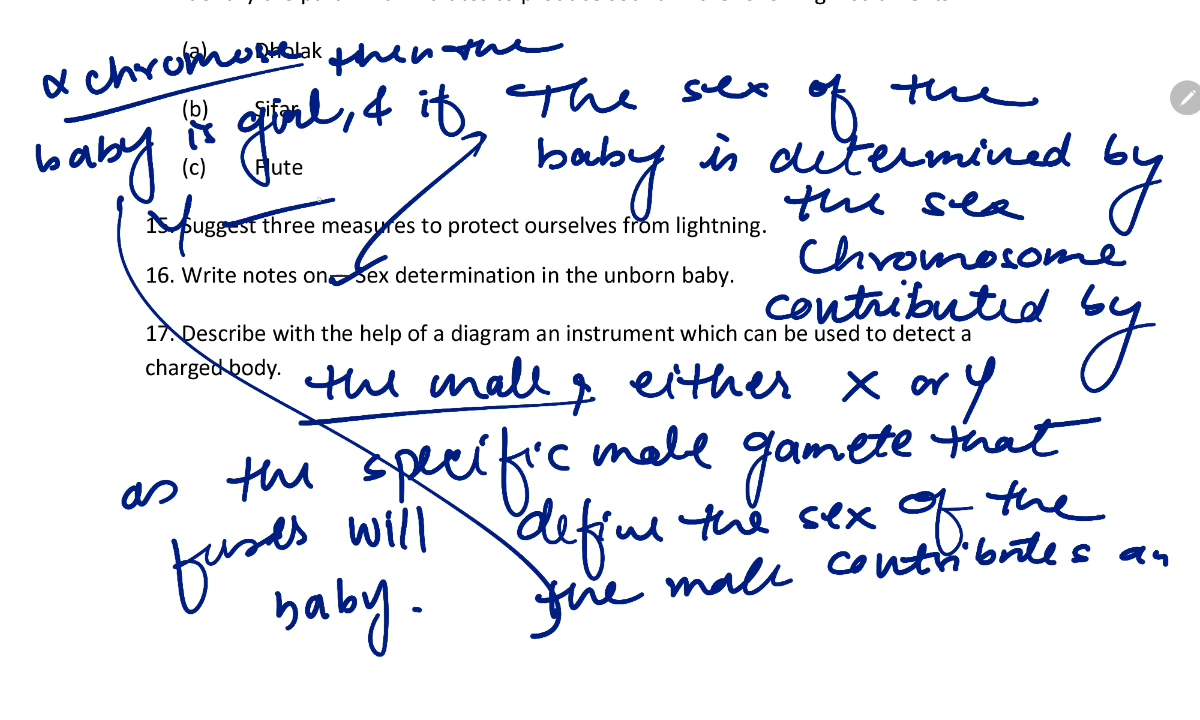 (a) Dholak
(b) Sitar
(c) Flute
15. Suggest three measures to protect ourselves from lightning.
16. Write notes on – Sex determination in the unborn baby.
17. Describe with the help of a diagram an instrument which can be used to detect a
charged body.
The sex of the
baby is determined by
the sex
Chromosome
contributed by
the male, either X or Y
as the specific male gamete that
fuses will define the sex of the
baby. The male contributes an
X chromosome then the
baby is girl, & if
Y